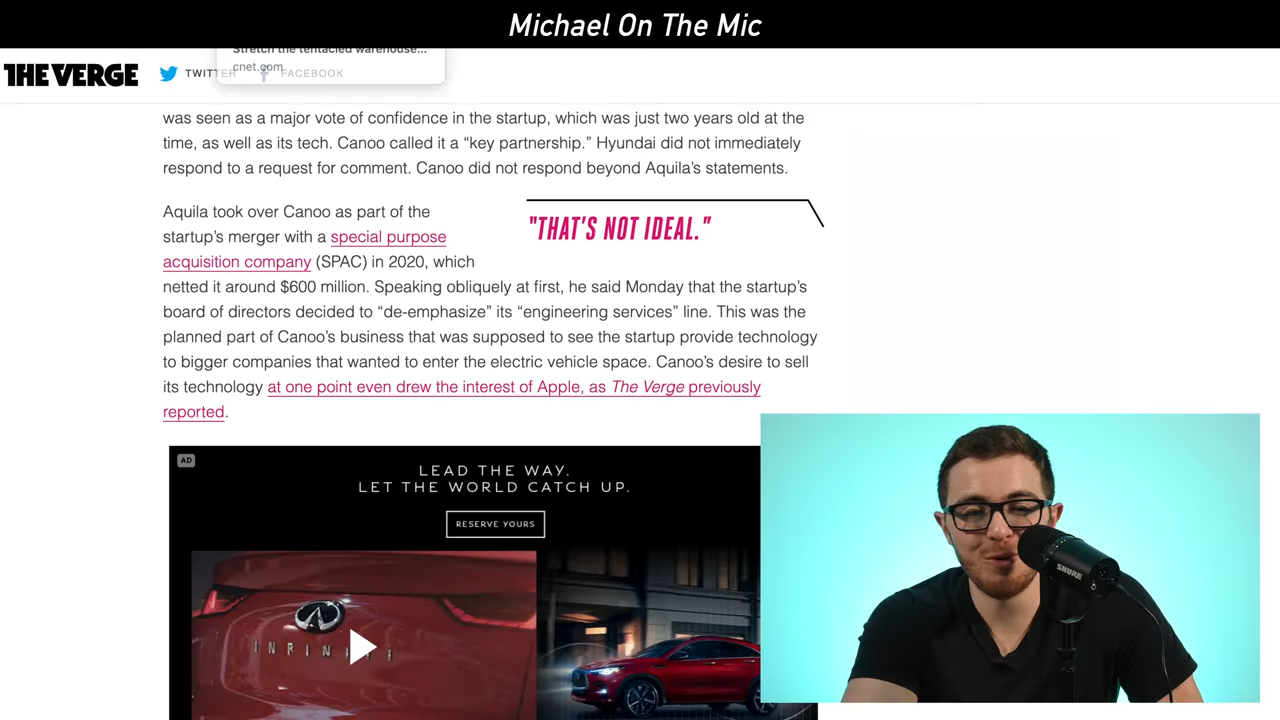 Michael On The Mic
Stretch the tentacled warehouse...
cnet.com
THE VERGE
TWITTER
FACEBOOK
was seen as a major vote of confidence in the startup, which was just two years old at the
time, as well as its tech. Canoo called it a “key partnership.” Hyundai did not immediately
respond to a request for comment. Canoo did not respond beyond Aquila’s statements.
Aquila took over Canoo as part of the
startup’s merger with a special purpose
acquisition company (SPAC) in 2020, which
"THAT'S NOT IDEAL."
netted it around $600 million. Speaking obliquely at first, he said Monday that the startup’s
board of directors decided to “de-emphasize” its “engineering services” line. This was the
planned part of Canoo’s business that was supposed to see the startup provide technology
to bigger companies that wanted to enter the electric vehicle space. Canoo’s desire to sell
its technology at one point even drew the interest of Apple, as The Verge previously
reported.
AD
LEAD THE WAY.
LET THE WORLD CATCH UP.
RESERVE YOURS
INFINITI
SHURE